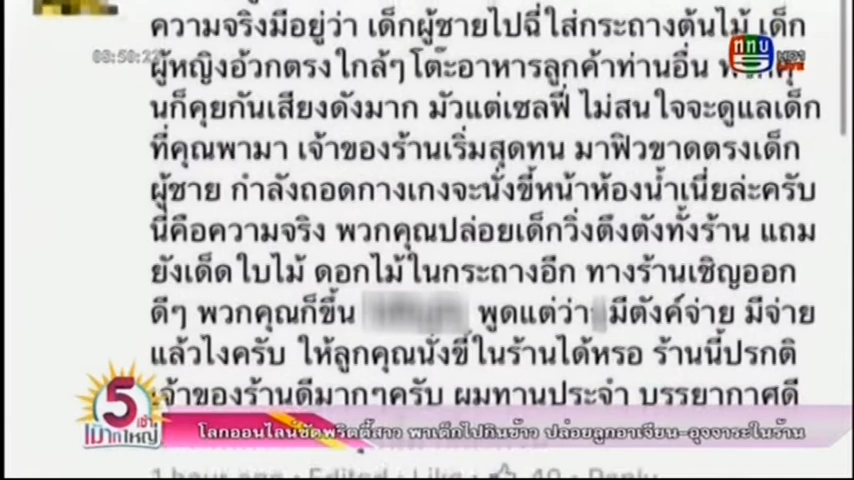 ความจริงมีอยู่ว่า เด็กผู้ชายไปฉี่ใส่กระถางต้นไม้ เด็ก
08:50:22
ผู้หญิงอ้วกตรงใกล้ๆ โต๊ะอาหารลูกค้าท่านอื่น
ททบ HD1
LIVE
นก็คุยกันเสียงดังมาก มัวแต่เซลฟี่ ไม่สนใจจะดูแลเด็ก
ที่คุณพามา เจ้าของร้านเริ่มสุดทน มาฟิวขาดตรงเด็ก
ผู้ชาย กำลังถอดกางเกงจะนั่งขี้หน้าห้องน้ำเนี่ยล่ะครับ
นี่คือความจริง พวกคุณปล่อยเด็กวิ่งตึงตังทั้งร้าน แถม
ยังเด็ดใบไม้ ดอกไม้ในกระถางอีก ทางร้านเชิญออก
ดีๆ พวกคุณก็ขึ้น พูดแต่ว่า มีตังค์จ่าย มีจ่าย
แล้วไงครับ ให้ลูกคุณนั่งขี้ในร้านได้หรอ ร้านนี้ปรกติ
เจ้าของร้านดีมากๆครับ ผมทานประจำ บรรยากาศดี
5 เช้า
เม้าท์ใหญ่
โลกออนไลน์ซัดพริตตี้สาว พาเด็กไปกินข้าว ปล่อยลูกอาเจียน-อุจจาระในร้าน
1 hour ago · Edited · Like · 40 · Reply